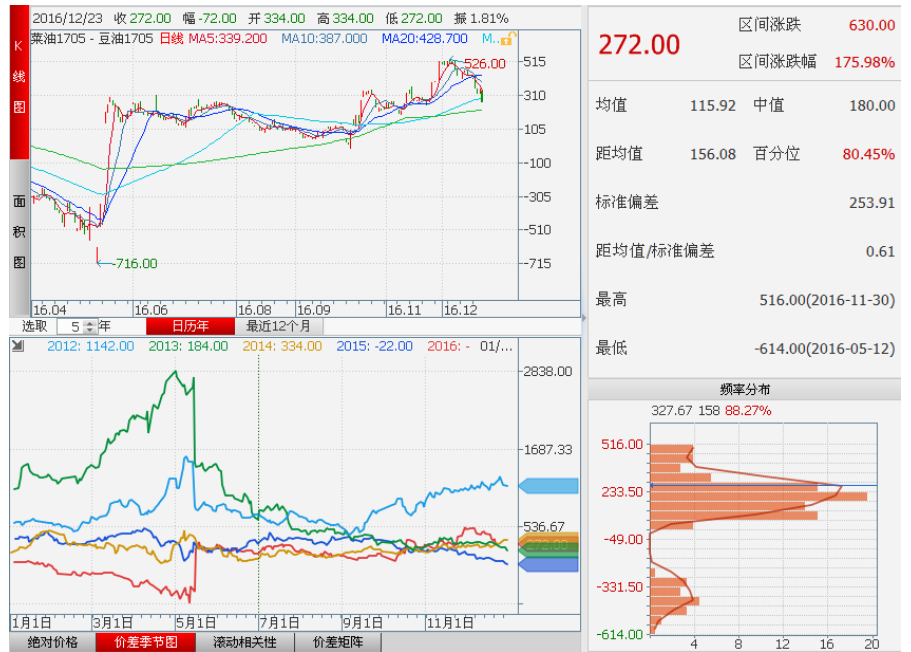 K
线
图
面
积
图
2016/12/23 收 272.00 幅 -72.00 开 334.00 高 334.00 低 272.00 振 1.81%
菜油1705 - 豆油1705 日线 MA5:339.200 MA10:387.000 MA20:428.700 M..
526.00
-716.00
515
310
105
-100
-305
-510
-715
16.04 16.06 16.08 16.09 16.11 16.12
选取 5 年 日历年 最近12个月
2012: 1142.00 2013: 184.00 2014: 334.00 2015: -22.00 2016: - 01/...
2838.00
1687.33
536.67
1月1日 3月1日 5月1日 7月1日 9月1日 11月1日
绝对价格 价差季节图 滚动相关性 价差矩阵
272.00
区间涨跌 630.00
区间涨跌幅 175.98%
均值 115.92 中值 180.00
距均值 156.08 百分位 80.45%
标准偏差 253.91
距均值/标准偏差 0.61
最高 516.00(2016-11-30)
最低 -614.00(2016-05-12)
频率分布
327.67 158 88.27%
516.00
233.50
-49.00
-331.50
-614.00
4 8 12 16 20